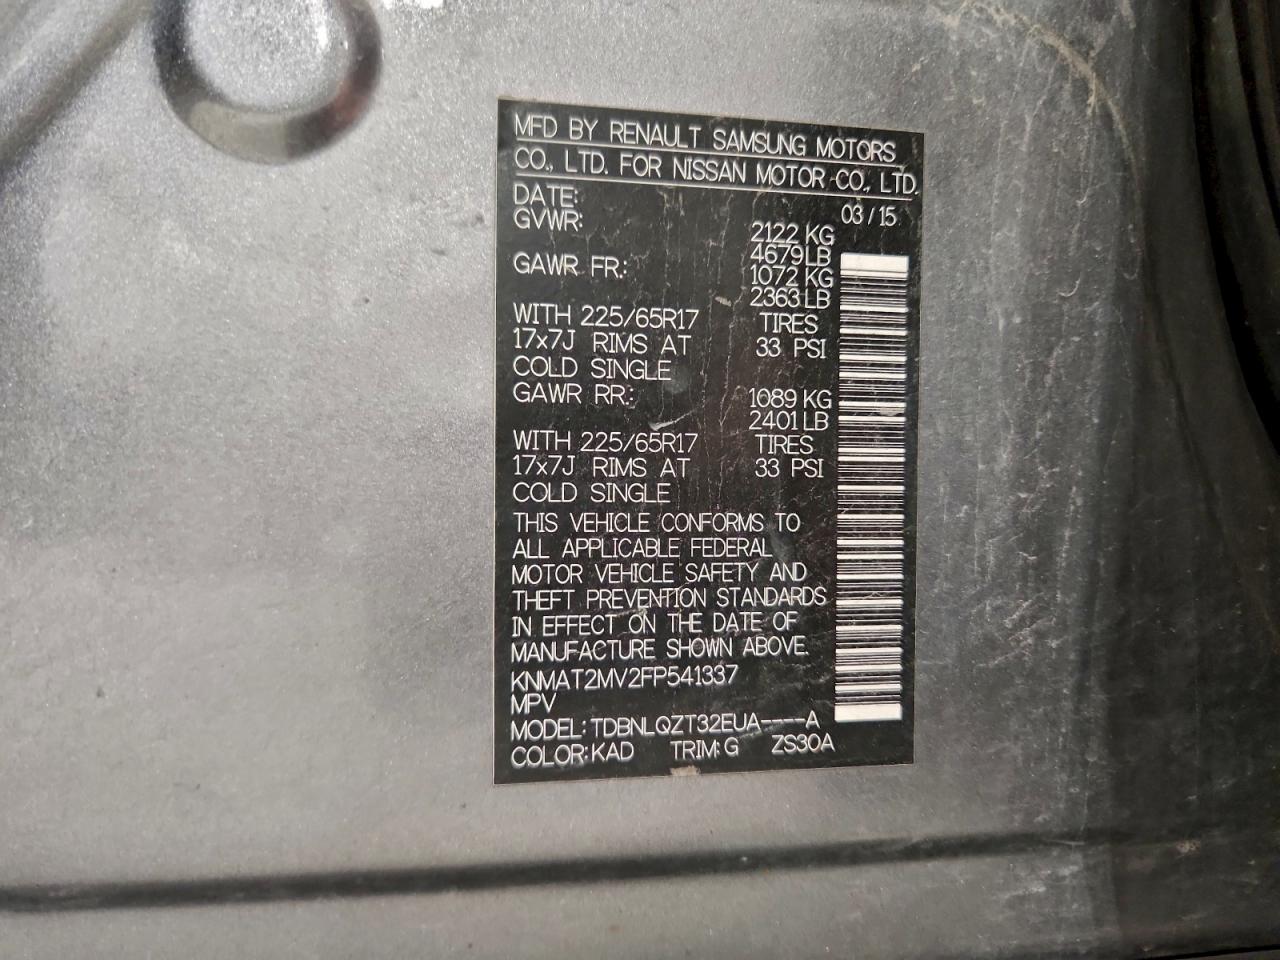 MFD BY RENAULT SAMSUNG MOTORS
CO., LTD. FOR NISSAN MOTOR CO., LTD.
DATE: 03/15
GVWR: 2122 KG
4679LB
GAWR FR.: 1072 KG
2363LB
WITH 225/65R17 TIRES
17x7J RIMS AT 33 PSI
COLD SINGLE
GAWR RR.: 1089 KG
2401LB
WITH 225/65R17 TIRES
17x7J RIMS AT 33 PSI
COLD SINGLE
THIS VEHICLE CONFORMS TO
ALL APPLICABLE FEDERAL
MOTOR VEHICLE SAFETY AND
THEFT PREVENTION STANDARDS
IN EFFECT ON THE DATE OF
MANUFACTURE SHOWN ABOVE.
KNMAT2MV2FP541337
MPV
MODEL: TDBNLQZT32EUA----A
COLOR: KAD TRIM: G ZS30A